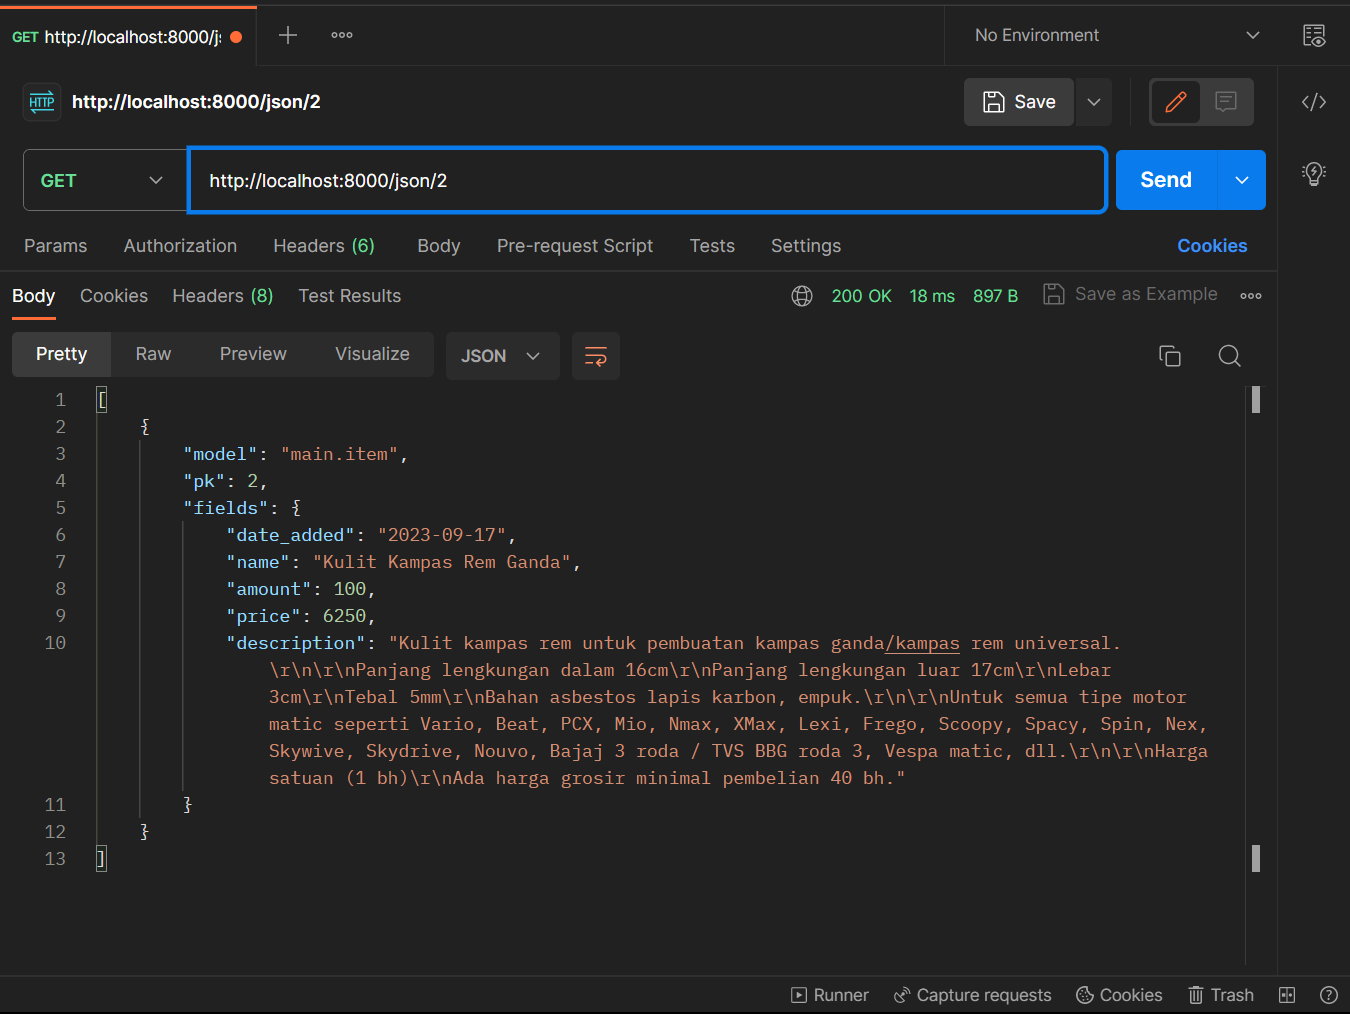 GET http://localhost:8000/j
No Environment
HTTP http://localhost:8000/json/2
Save
GET
http://localhost:8000/json/2
Send
Params Authorization Headers (6) Body Pre-request Script Tests Settings Cookies
Body Cookies Headers (8) Test Results
200 OK 18 ms 897 B Save as Example
Pretty Raw Preview Visualize JSON
1 [
2 {
3 "model": "main.item",
4 "pk": 2,
5 "fields": {
6 "date_added": "2023-09-17",
7 "name": "Kulit Kampas Rem Ganda",
8 "amount": 100,
9 "price": 6250,
10 "description": "Kulit kampas rem untuk pembuatan kampas ganda/kampas rem universal.
\r\n\r\nPanjang lengkungan dalam 16cm\r\nPanjang lengkungan luar 17cm\r\nLebar
3cm\r\nTebal 5mm\r\nBahan asbestos lapis karbon, empuk.\r\n\r\nUntuk semua tipe motor
matic seperti Vario, Beat, PCX, Mio, Nmax, XMax, Lexi, Frego, Scoopy, Spacy, Spin, Nex,
Skywive, Skydrive, Nouvo, Bajaj 3 roda / TVS BBG roda 3, Vespa matic, dll.\r\n\r\nHarga
satuan (1 bh)\r\nAda harga grosir minimal pembelian 40 bh."
11 }
12 }
13 ]
Runner Capture requests Cookies Trash